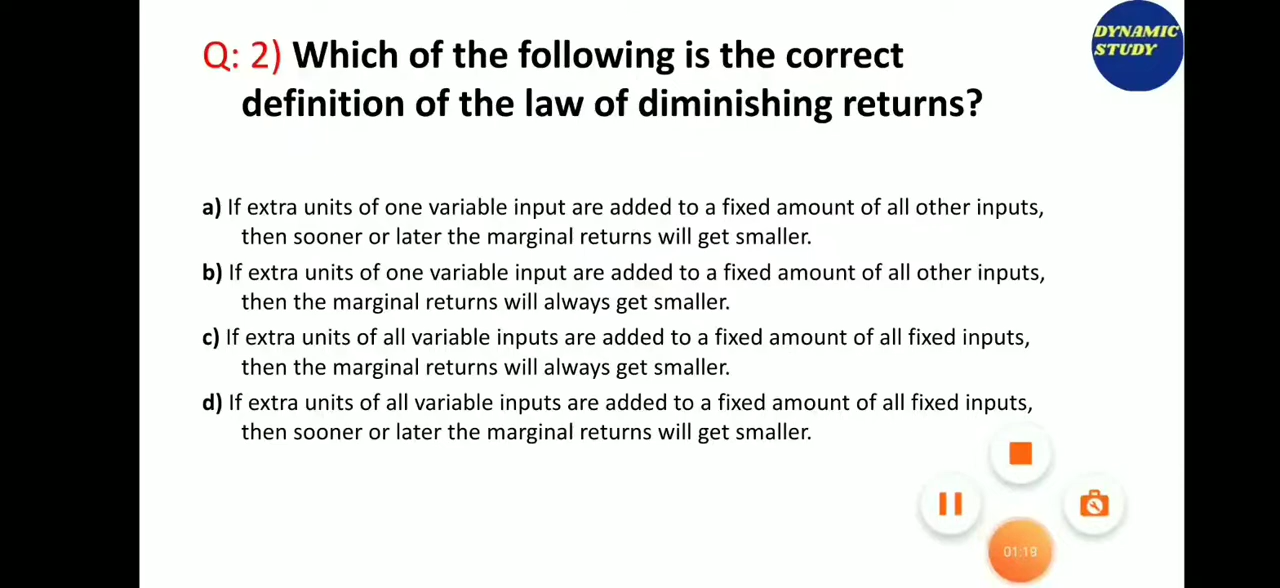 DYNAMIC
STUDY
Q: 2) Which of the following is the correct
definition of the law of diminishing returns?
a) If extra units of one variable input are added to a fixed amount of all other inputs,
then sooner or later the marginal returns will get smaller.
b) If extra units of one variable input are added to a fixed amount of all other inputs,
then the marginal returns will always get smaller.
c) If extra units of all variable inputs are added to a fixed amount of all fixed inputs,
then the marginal returns will always get smaller.
d) If extra units of all variable inputs are added to a fixed amount of all fixed inputs,
then sooner or later the marginal returns will get smaller.
01:19